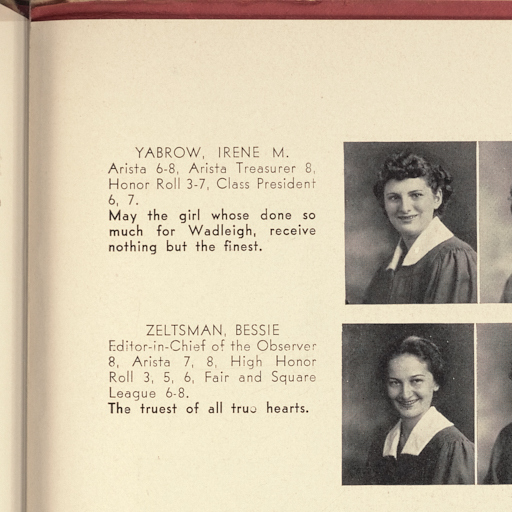 YABROW, IRENE M.
Arista 6-8, Arista Treasurer 8,
Honor Roll 3-7, Class President
6, 7.
May the girl whose done so
much for Wadleigh, receive
nothing but the finest.
ZELTSMAN, BESSIE
Editor-in-Chief of the Observer
8, Arista 7, 8, High Honor
Roll 3, 5, 6, Fair and Square
League 6-8.
The truest of all true hearts.